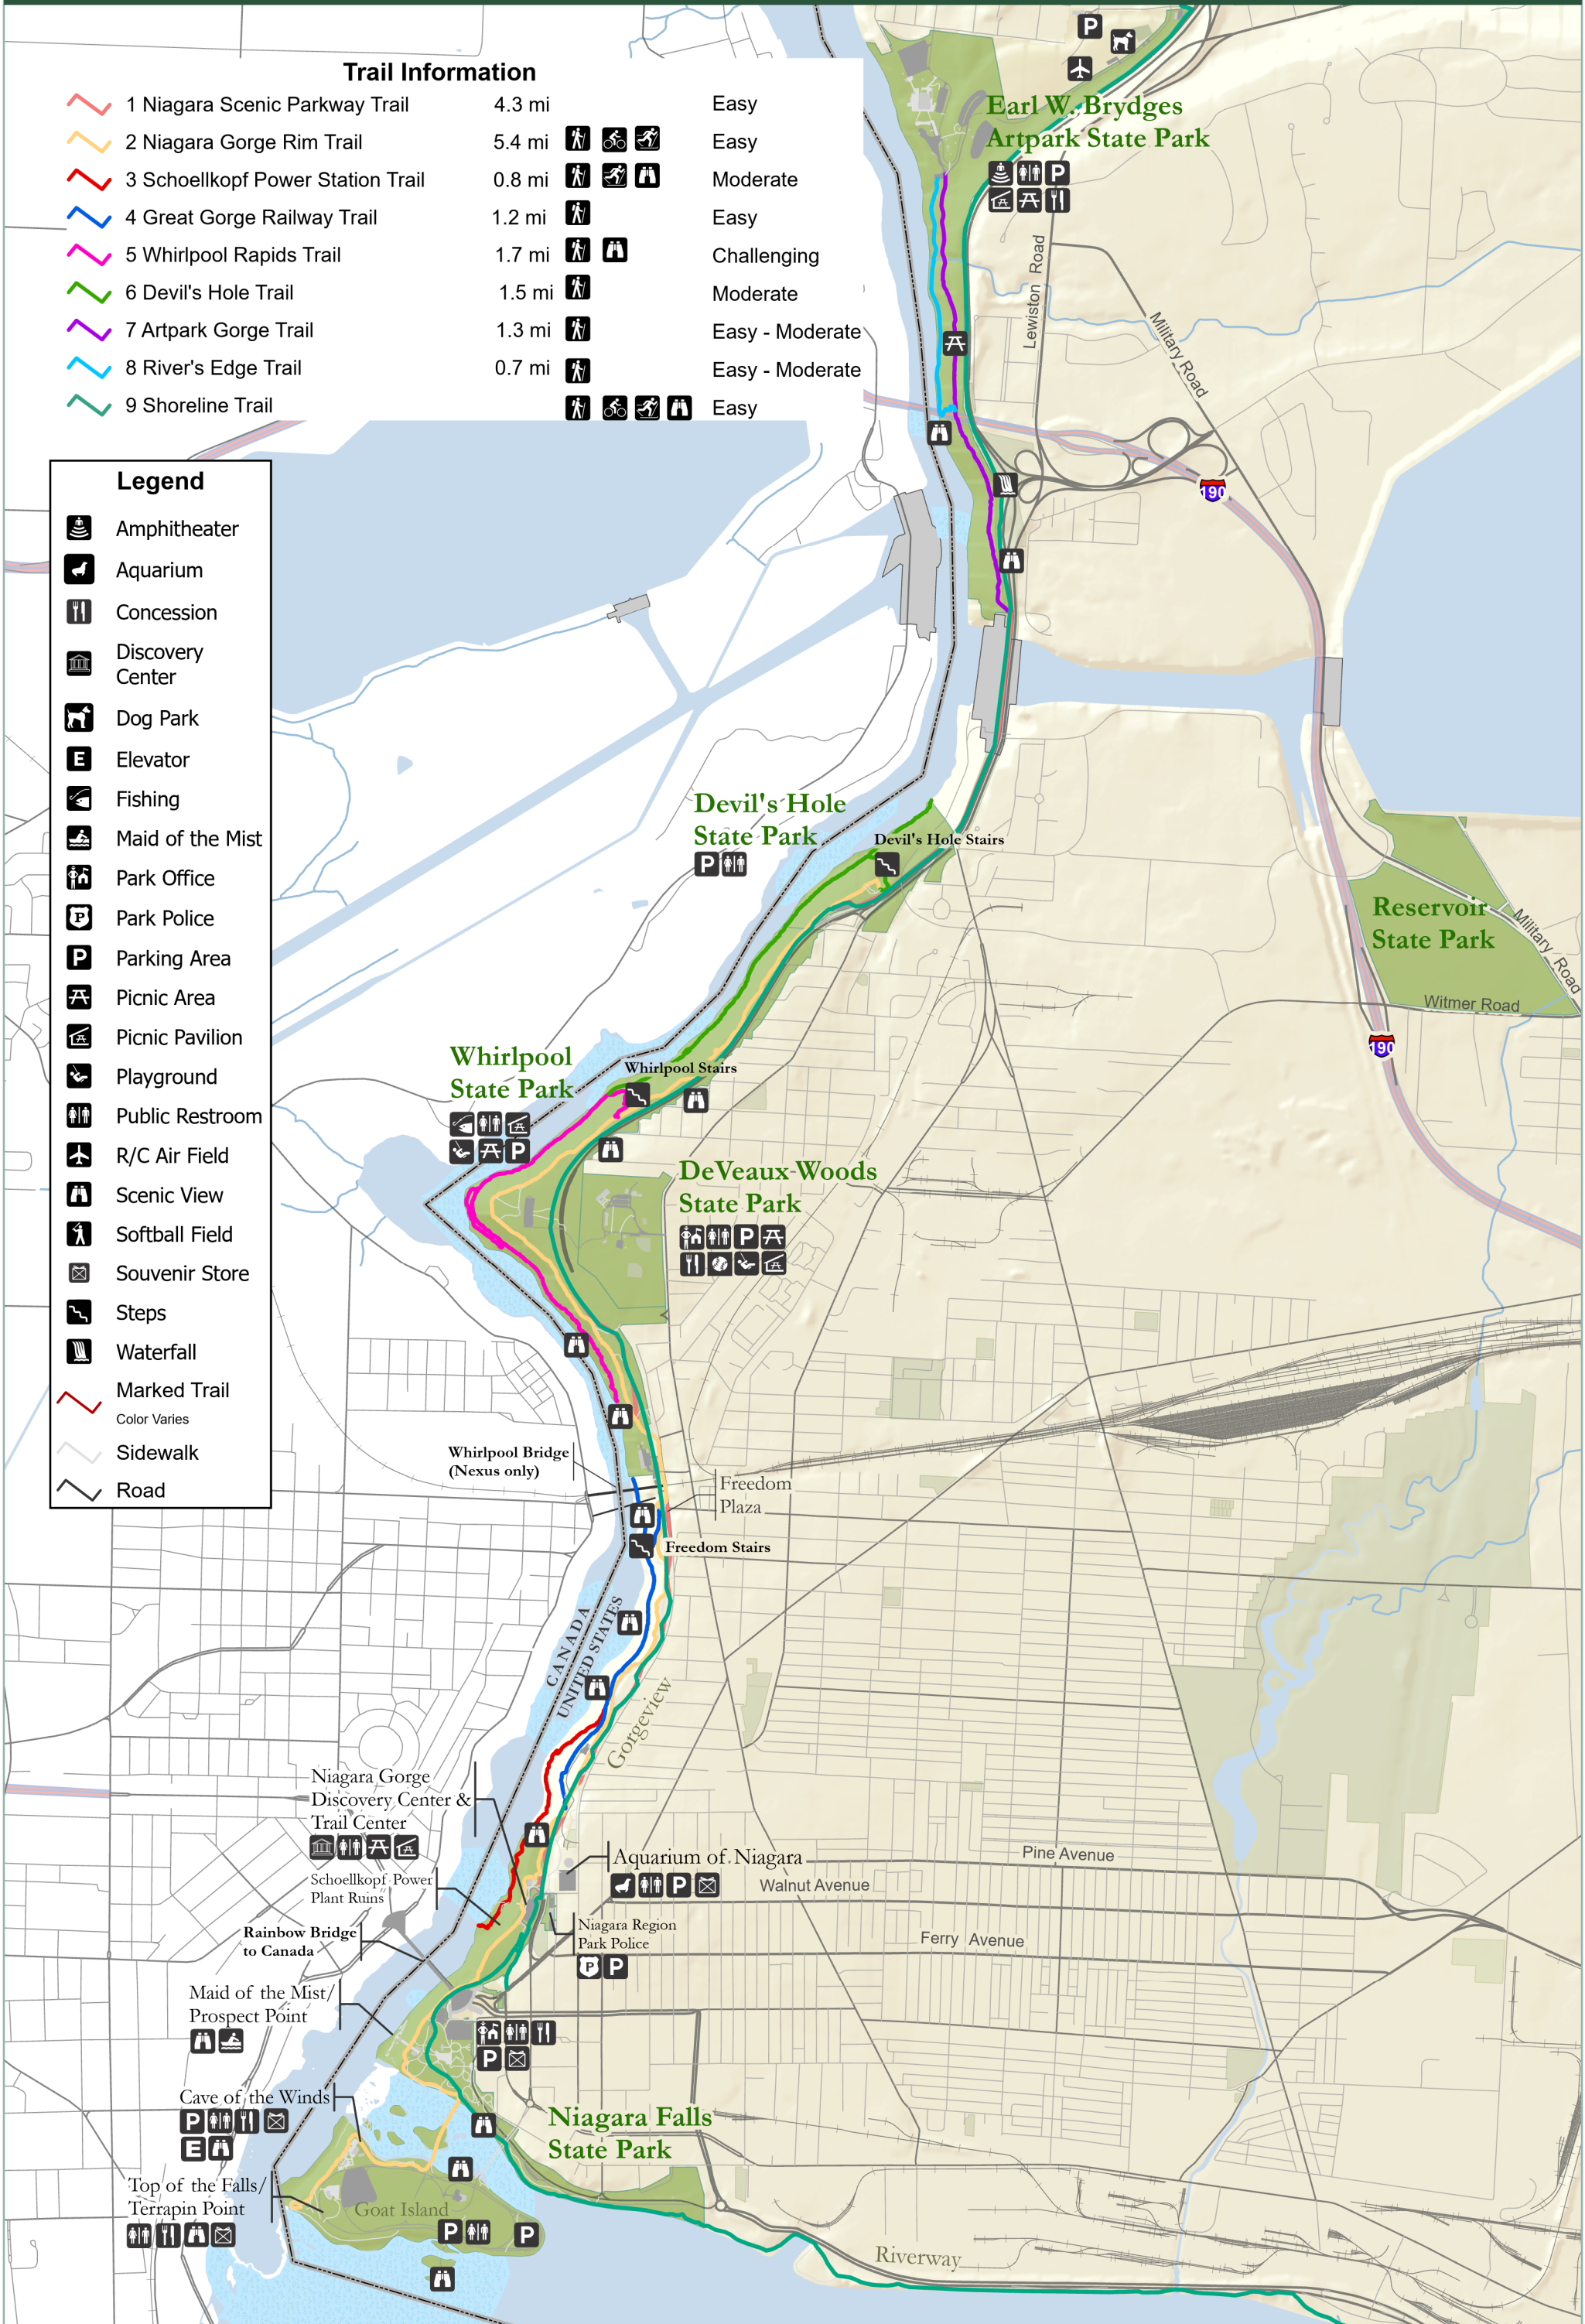 Trail Information
1 Niagara Scenic Parkway Trail 4.3 mi Easy
2 Niagara Gorge Rim Trail 5.4 mi Easy
3 Schoellkopf Power Station Trail 0.8 mi Moderate
4 Great Gorge Railway Trail 1.2 mi Easy
5 Whirlpool Rapids Trail 1.7 mi Challenging
6 Devil's Hole Trail 1.5 mi Moderate
7 Artpark Gorge Trail 1.3 mi Easy - Moderate
8 River's Edge Trail 0.7 mi Easy - Moderate
9 Shoreline Trail Easy
Legend
Amphitheater
Aquarium
Concession
Discovery
Center
Dog Park
E Elevator
Fishing
Maid of the Mist
Park Office
P Park Police
P Parking Area
Picnic Area
Picnic Pavilion
Playground
Public Restroom
R/C Air Field
Scenic View
Softball Field
Souvenir Store
Steps
Waterfall
Marked Trail
Color Varies
Sidewalk
Road
P
Earl W. Brydges
Artpark State Park
P
Lewiston Road
Military Road
190
Devil's Hole
State Park
P
Devil's Hole Stairs
Reservoir
State Park
Military Road
Witmer Road
190
Whirlpool
State Park
P
Whirlpool Stairs
DeVeaux Woods
State Park
P
Whirlpool Bridge
(Nexus only)
Freedom
Plaza
Freedom Stairs
CANADA
UNITED STATES
Gorgeview
Niagara Gorge
Discovery Center &
Trail Center
Schoellkopf Power
Plant Ruins
Aquarium of Niagara
P
Pine Avenue
Walnut Avenue
Niagara Region
Park Police
P P
Ferry Avenue
Rainbow Bridge
to Canada
Maid of the Mist/
Prospect Point
P
Cave of the Winds
P
E
Niagara Falls
State Park
Top of the Falls/
Terrapin Point
Goat Island
P P
Riverway